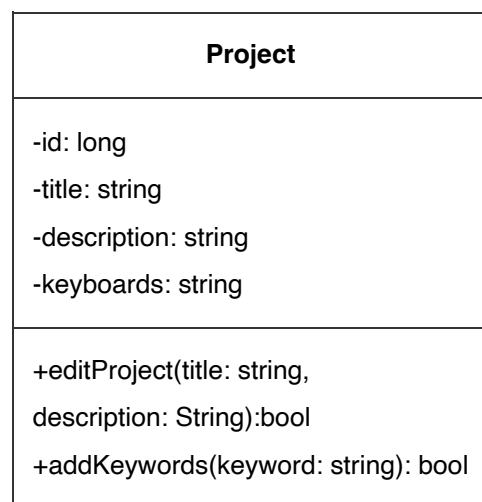 Project
-id: long
-title: string
-description: string
-keyboards: string
+editProject(title: string,
description: String):bool
+addKeywords(keyword: string): bool